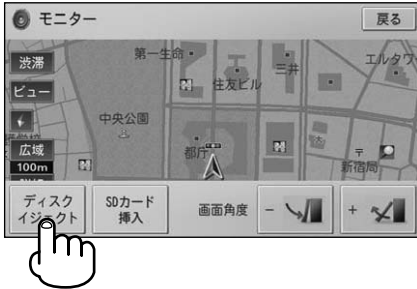 モニター
戻る
渋滞
ビュー
広域
100m
第一生命
住友ビル
三井
エルタワ
中央公園
都庁
〒
新宿局
ディスク
イジェクト
SDカード
挿入
画面角度
-
+